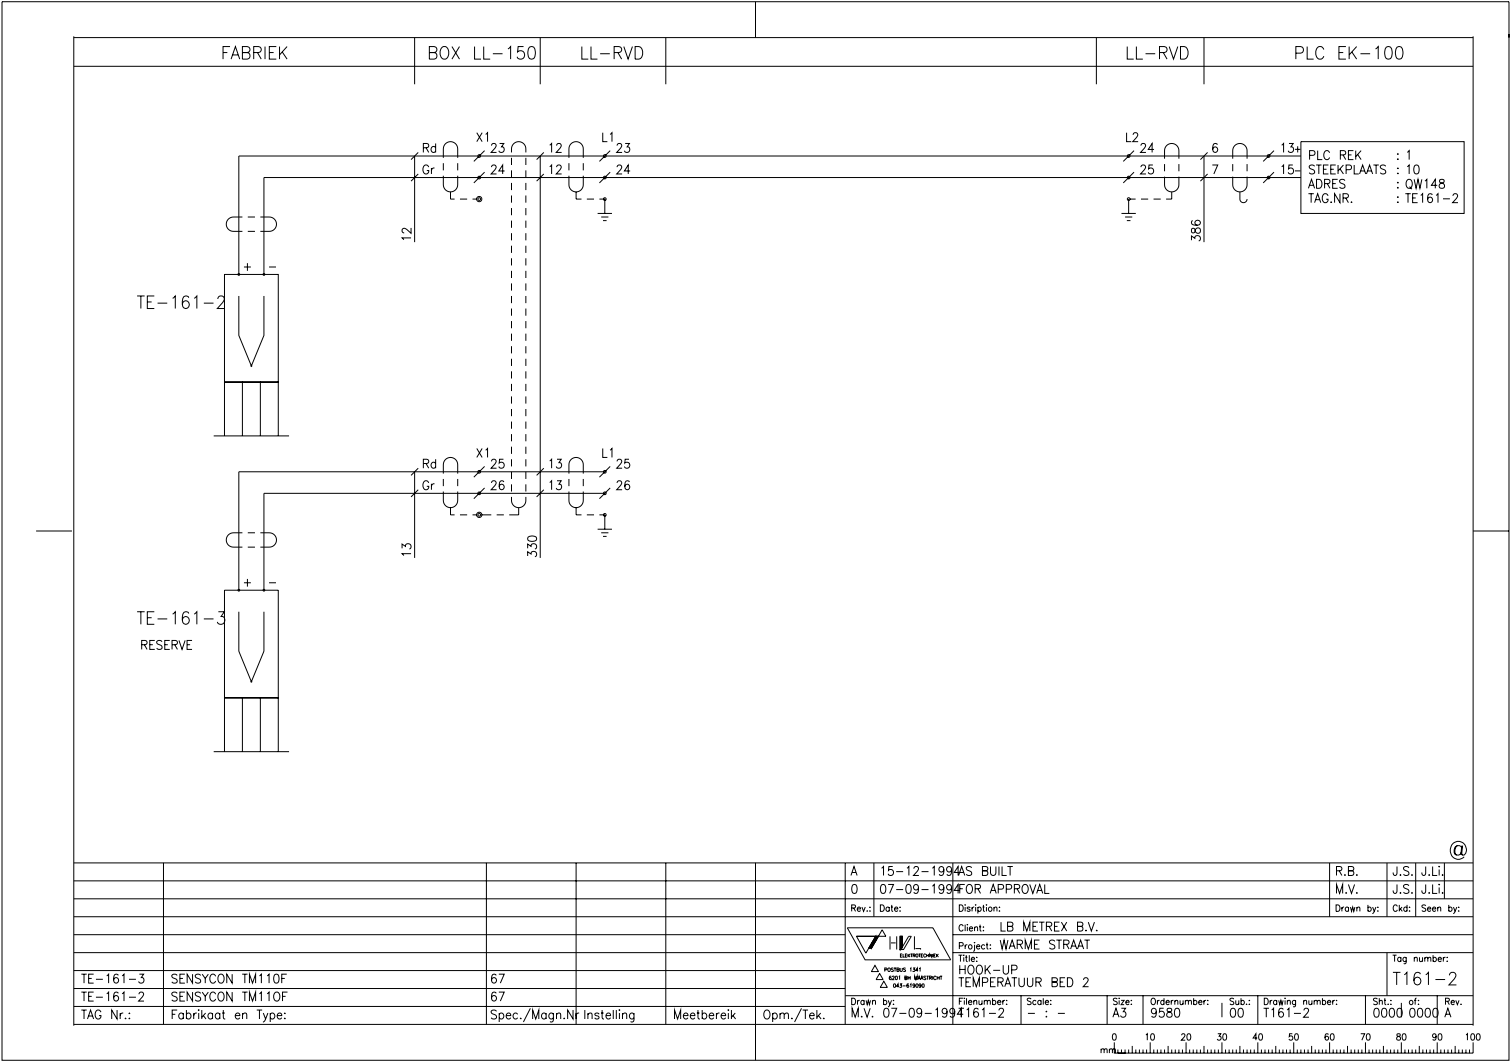 FABRIEK BOX LL-150 LL-RVD LL-RVD PLC EK-100
X1 L1 L2
Rd 23 12 23 24 6 13+
Gr 24 12 24 25 7 15-
PLC REK : 1
STEEKPLAATS : 10
ADRES : QW148
TAG.NR. : TE161-2
12 386
+ -
TE-161-2
X1 L1
Rd 25 13 25
Gr 26 13 26
13 330
+ -
TE-161-3
RESERVE
@
A 15-12-1994 AS BUILT R.B. J.S. J.Li.
0 07-09-1994 FOR APPROVAL M.V. J.S. J.Li.
Rev.: Date: Disription: Drawn by: Ckd: Seen by:
HVL
ELEKTROTECHNIEK
POSTBUS 1341
6201 BH MAASTRICHT
043-619090
Client: LB METREX B.V.
Project: WARME STRAAT
Title:
HOOK-UP
TEMPERATUUR BED 2
Tag number:
T161-2
TE-161-3 SENSYCON TM110F 67
TE-161-2 SENSYCON TM110F 67
TAG Nr.: Fabrikaat en Type: Spec./Magn.Nr Instelling Meetbereik Opm./Tek.
Drawn by: Filenumber: Scale: Size: Ordernumber: Sub.: Drawing number: Sht.: of: Rev.
M.V. 07-09-1994 T161-2 - : - A3 9580 00 T161-2 0000 0000 A
0 10 20 30 40 50 60 70 80 90 100
mm